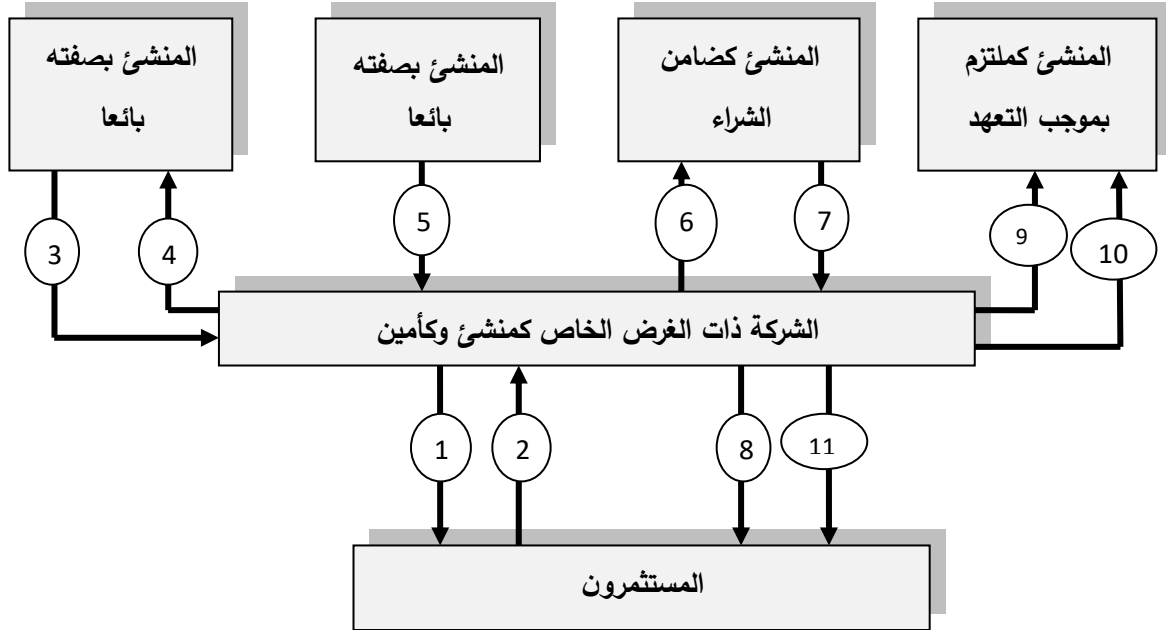 المنشئ بصفته
بائعا
المنشئ بصفته
بائعا
المنشئ كضامن
الشراء
المنشئ كملتزم
بموجب التعهد
3
4
5
6
7
9
10
الشركة ذات الغرض الخاص كمنشئ وكأمين
1
2
8
11
المستثمرون